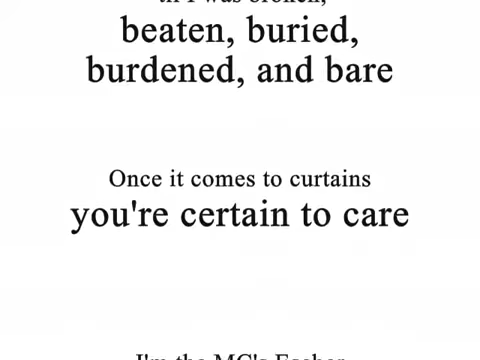 til I was broken,
beaten, buried,
burdened, and bare
Once it comes to curtains
you're certain to care
I'm the MC's Escher